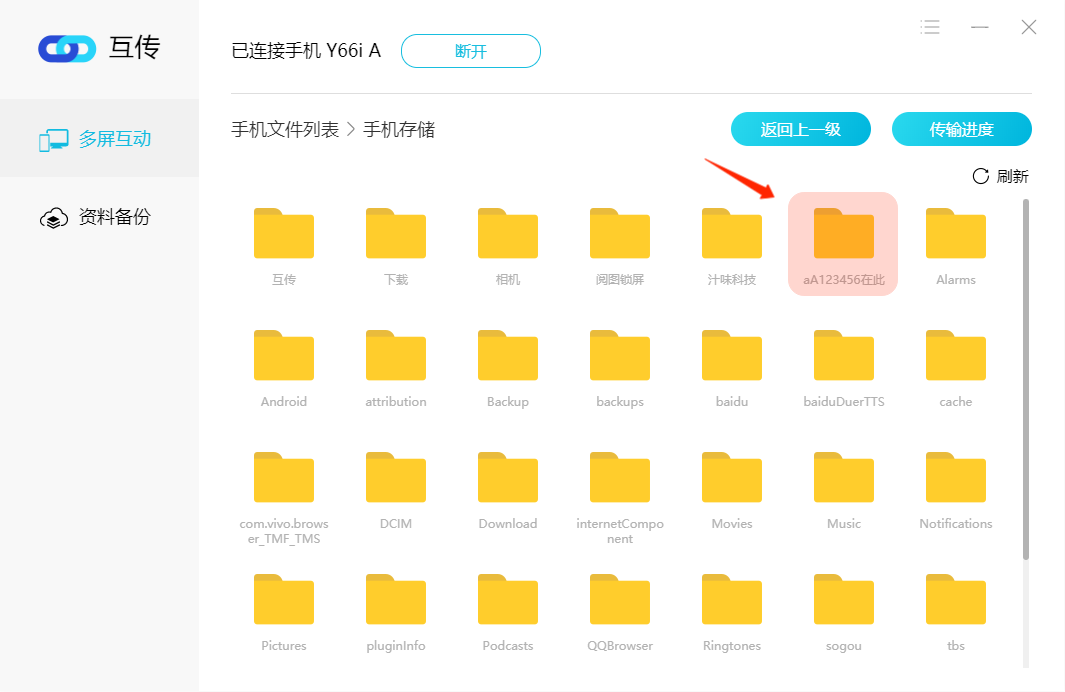 互传
已连接手机 Y66i A
断开
多屏互动
资料备份
手机文件列表 > 手机存储
返回上一级
传输进度
刷新
互传
下载
相机
阅图锁屏
汁味科技
aA123456在此
Alarms
Android
attribution
Backup
backups
baidu
baiduDuerTTS
cache
com.vivo.brows
er_TMF_TMS
DCIM
Download
internetCompo
nent
Movies
Music
Notifications
Pictures
pluginInfo
Podcasts
QQBrowser
Ringtones
sogou
tbs